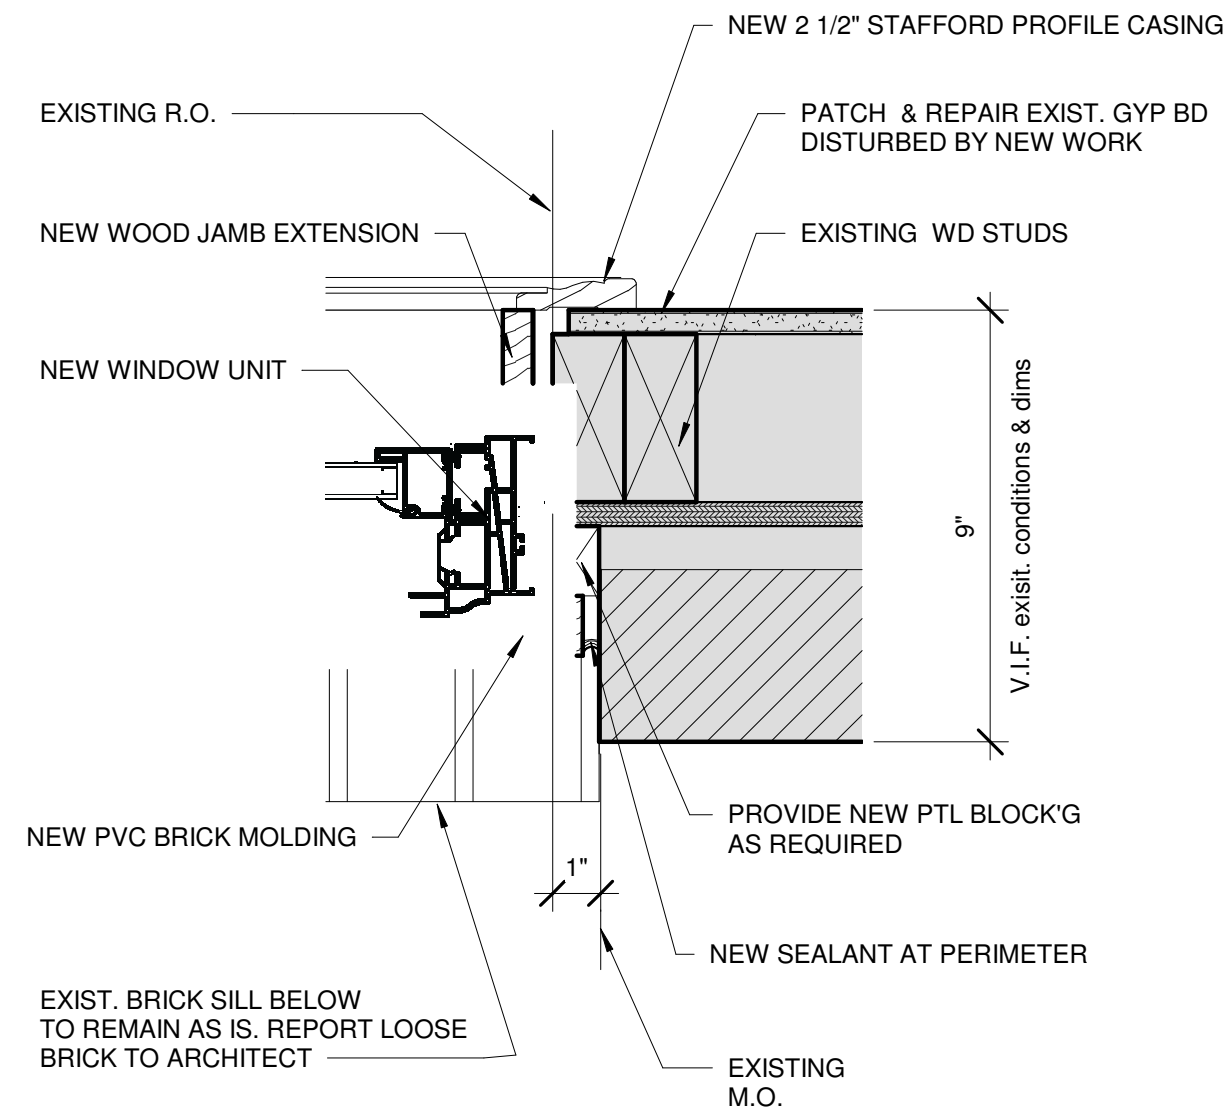 NEW 2 1/2" STAFFORD PROFILE CASING
EXISTING R.O.
PATCH & REPAIR EXIST. GYP BD
DISTURBED BY NEW WORK
NEW WOOD JAMB EXTENSION
EXISTING WD STUDS
NEW WINDOW UNIT
9"
V.I.F. exisit. conditions & dims
PROVIDE NEW PTL BLOCK'G
AS REQUIRED
NEW PVC BRICK MOLDING
1"
NEW SEALANT AT PERIMETER
EXIST. BRICK SILL BELOW
TO REMAIN AS IS. REPORT LOOSE
BRICK TO ARCHITECT
EXISTING
M.O.